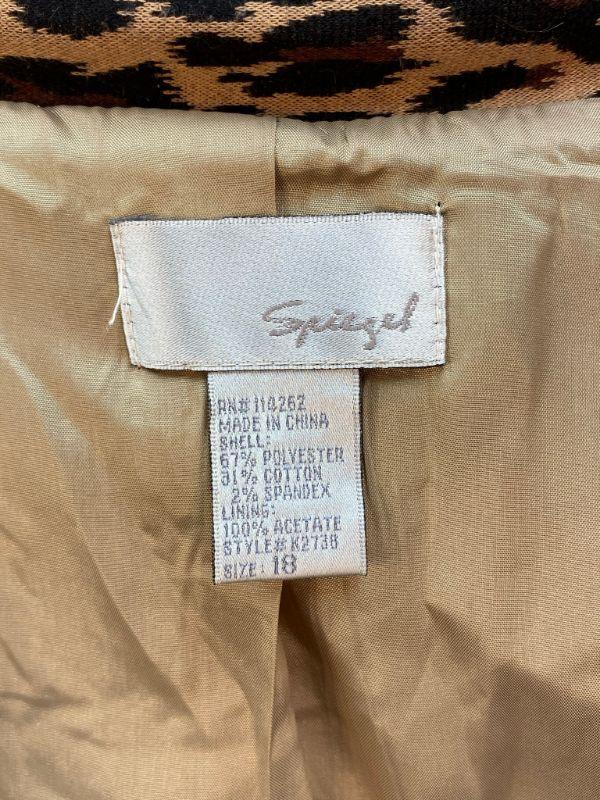 Spiegel
RN# 114262
MADE IN CHINA
SHELL:
67% POLYESTER
31% COTTON
2% SPANDEX
LINING:
100% ACETATE
STYLE# K2736
SIZE: 18